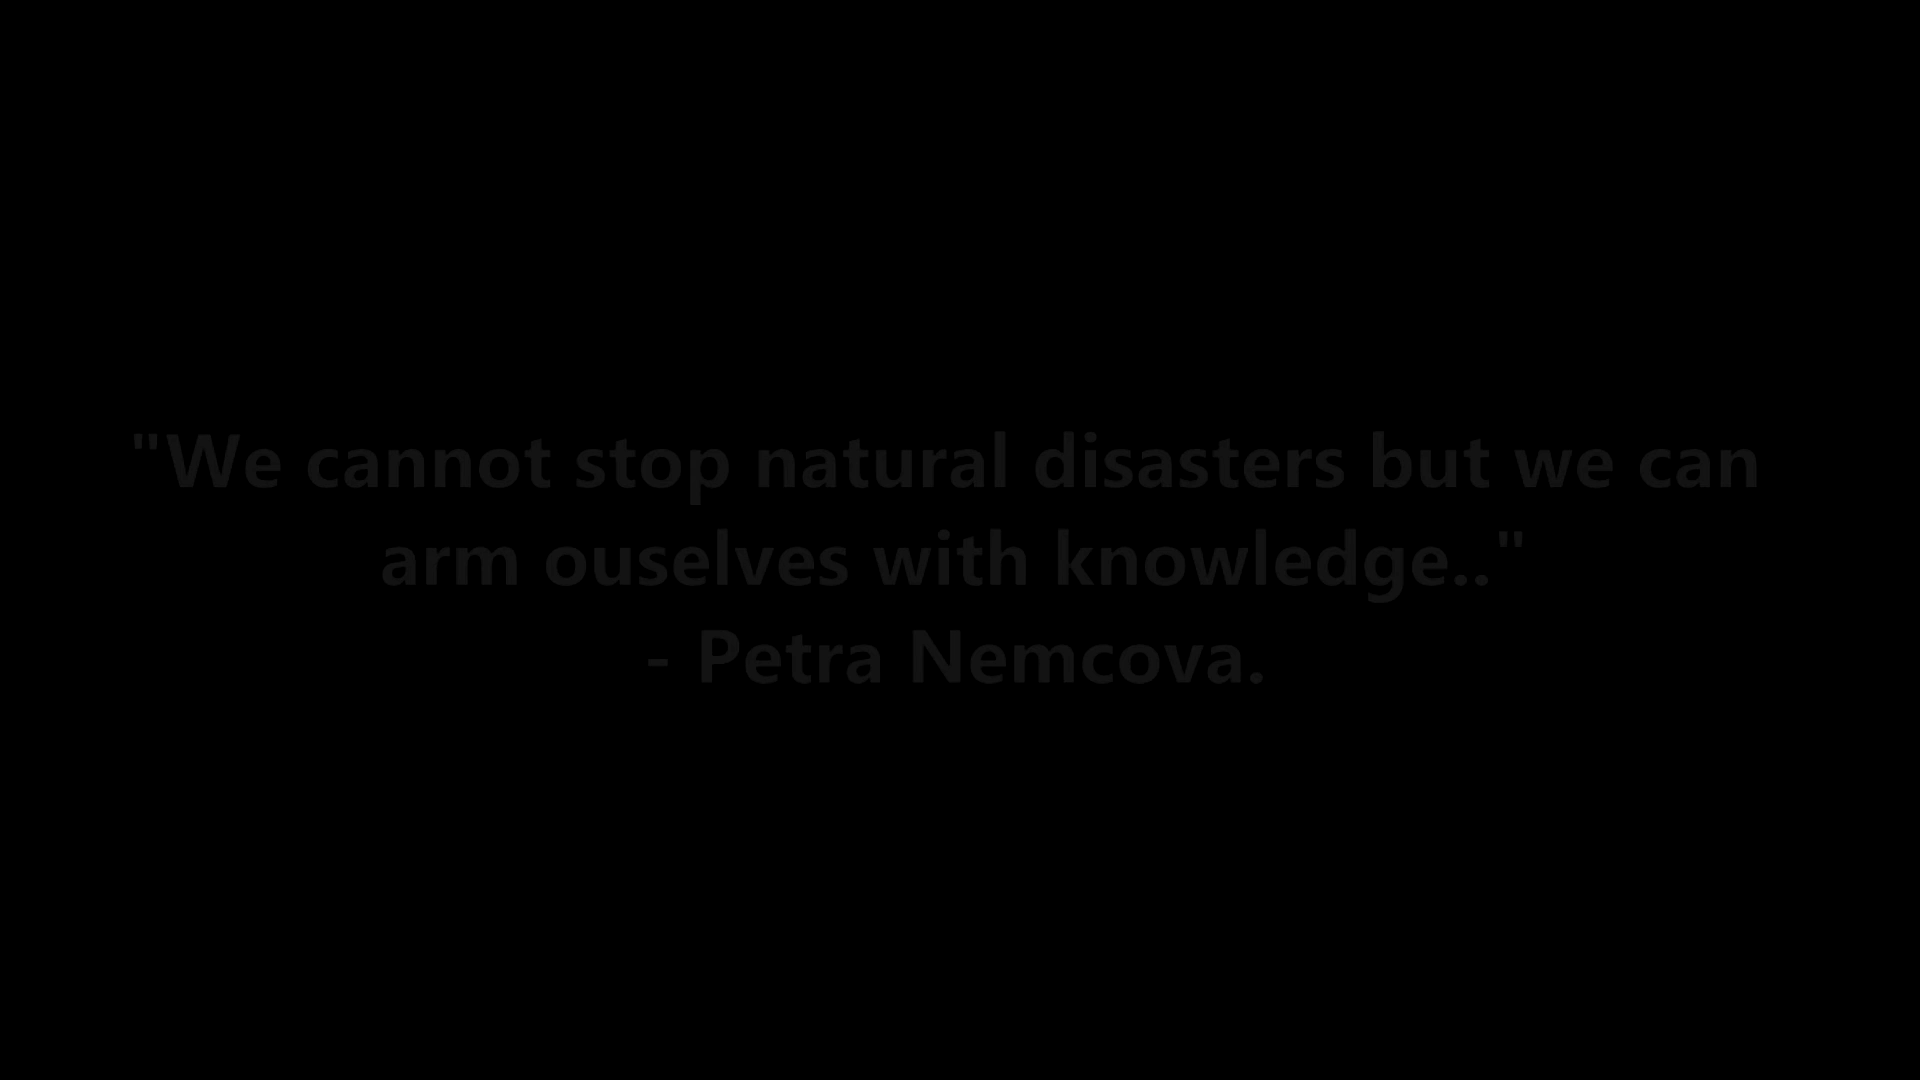 "We cannot stop natural disasters but we can
arm ouselves with knowledge.."
- Petra Nemcova.